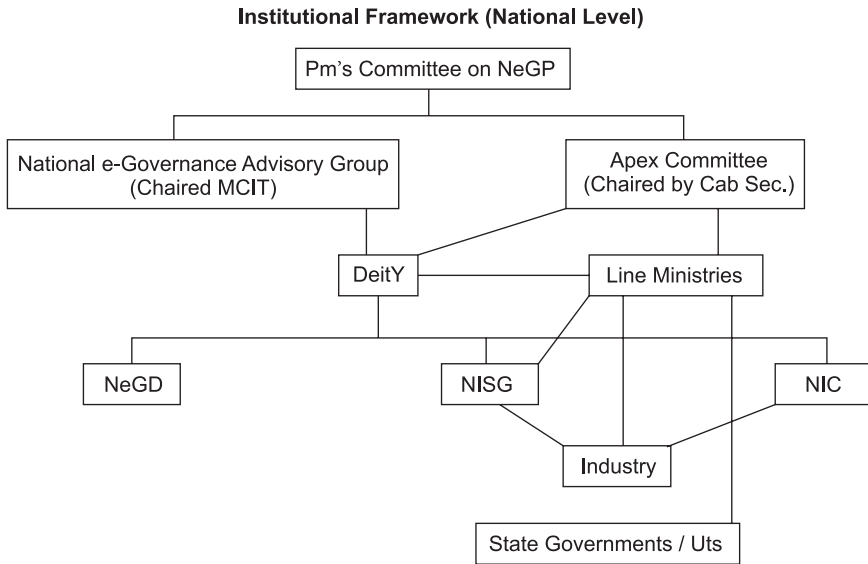 Institutional Framework (National Level)
Pm's Committee on NeGP
National e-Governance Advisory Group
(Chaired MCIT)
Apex Committee
(Chaired by Cab Sec.)
DeitY
Line Ministries
NeGD
NISG
NIC
Industry
State Governments / Uts